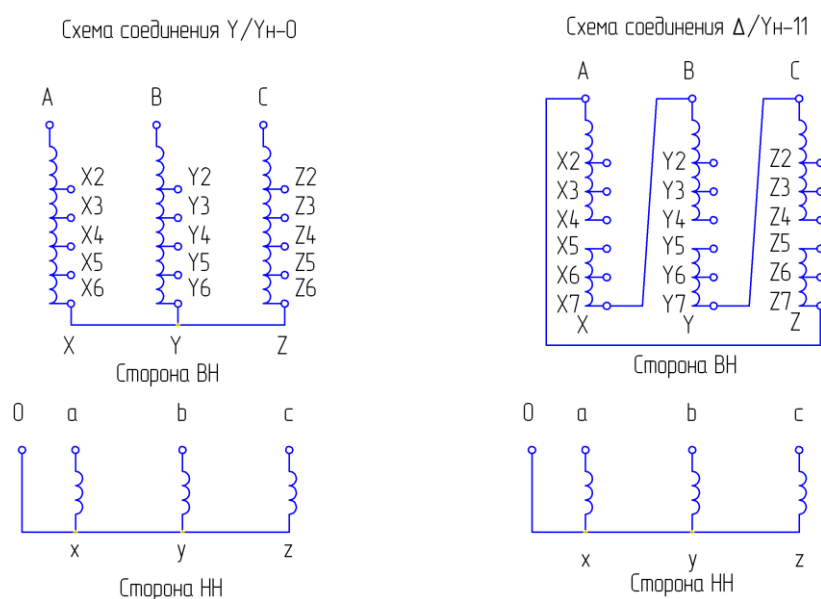 Схема соединения Y/Yн-0
A B C
X2 Y2 Z2
X3 Y3 Z3
X4 Y4 Z4
X5 Y5 Z5
X6 Y6 Z6
X Y Z
Сторона ВН
0 a b c
x y z
Сторона НН
Схема соединения Δ/Yн-11
A B C
X2 Y2 Z2
X3 Y3 Z3
X4 Y4 Z4
X5 Y5 Z5
X6 Y6 Z6
X7 Y7 Z7
X Y Z
Сторона ВН
0 a b c
x y z
Сторона НН